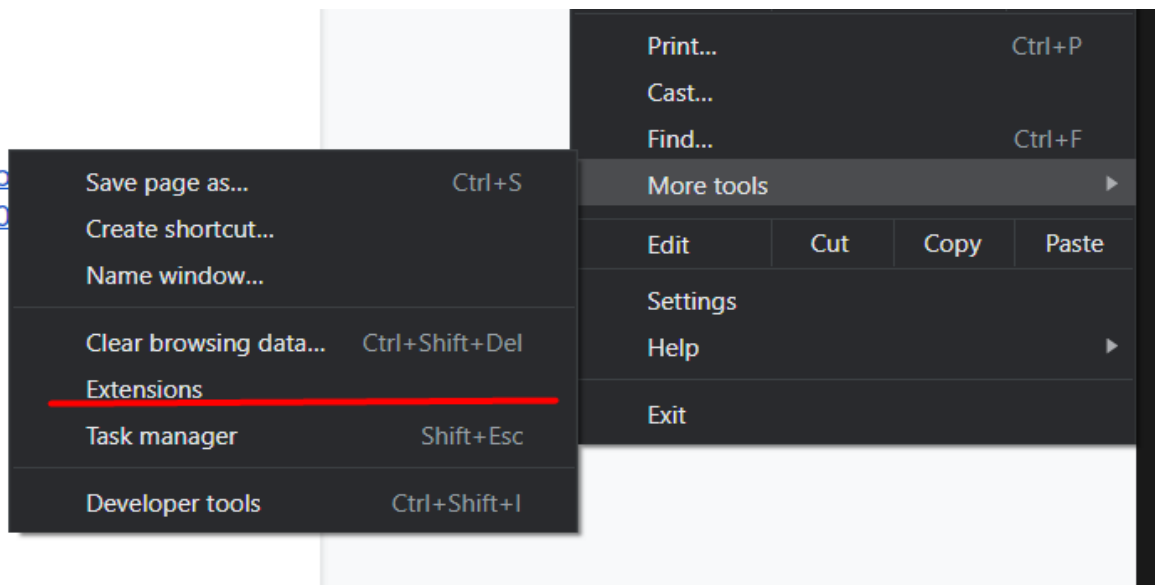 Print... Ctrl+P
Cast...
Find... Ctrl+F
More tools
Edit Cut Copy Paste
Settings
Help
Exit
Save page as... Ctrl+S
Create shortcut...
Name window...
Clear browsing data... Ctrl+Shift+Del
Extensions
Task manager Shift+Esc
Developer tools Ctrl+Shift+I